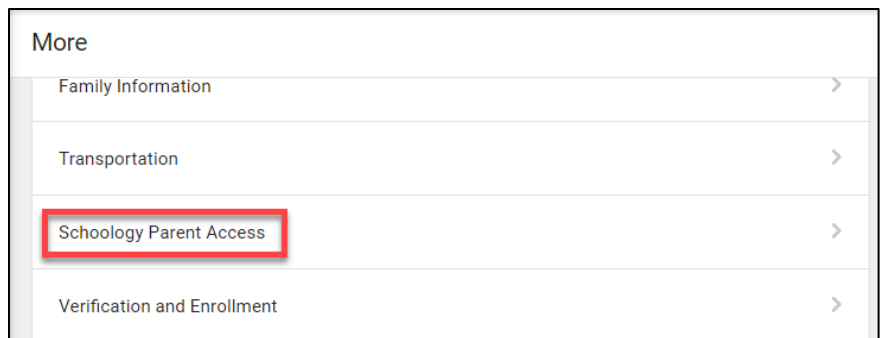 More
Family Information
Transportation
Schoology Parent Access
Verification and Enrollment